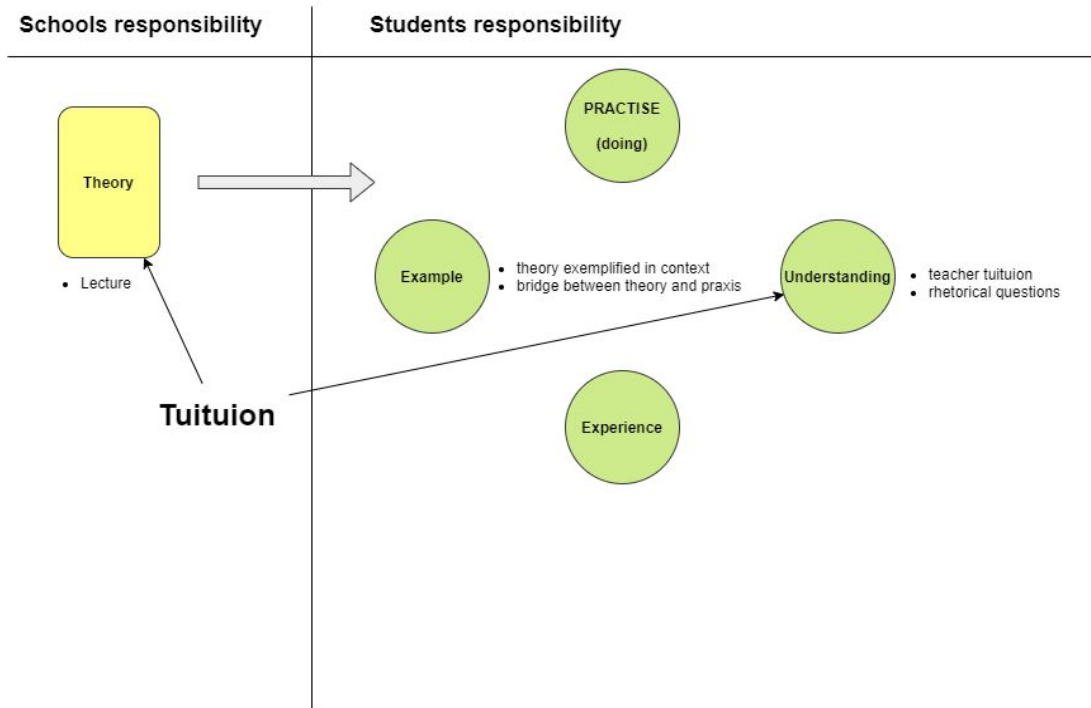 Schools responsibility
Students responsibility
PRACTISE
(doing)
Theory
• Lecture
Example
• theory exemplified in context
• bridge between theory and praxis
Understanding
• teacher tuituion
• rhetorical questions
Tuituion
Experience